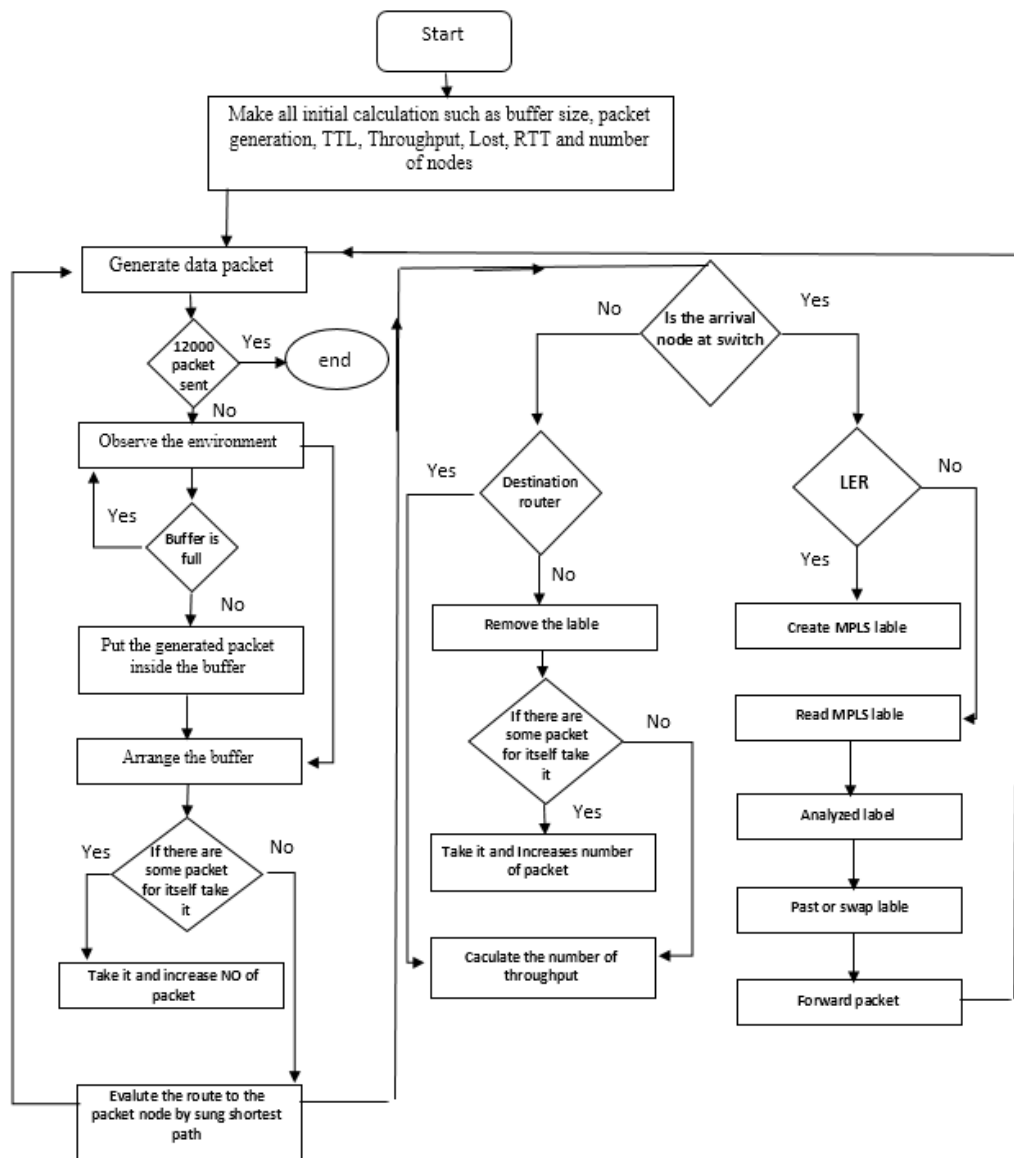 Start
Make all initial calculation such as buffer size, packet
generation, TTL, Throughput, Lost, RTT and number
of nodes
Generate data packet
12000
packet
sent
Yes
end
No
Observe the environment
Yes
Buffer is
full
No
Put the generated packet
inside the buffer
Arrange the buffer
Yes
If there are
some packet
for itself take
it
No
Take it and increase NO of
packet
Evalute the route to the
packet node by sung shortest
path
No
Is the arrival
node at switch
Yes
Yes
Destination
router
No
Remove the lable
If there are
some packet
for itself take
it
No
Yes
Take it and Increases number
of packet
Caculate the number of
throughput
LER
No
Yes
Create MPLS lable
Read MPLS lable
Analyzed label
Past or swap lable
Forward packet